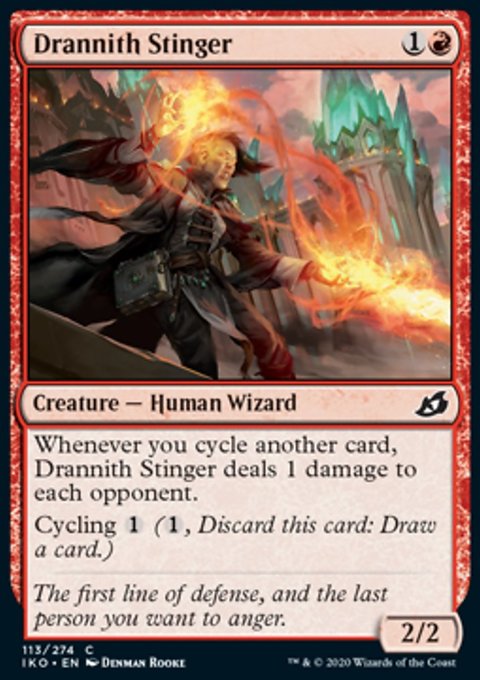 Drannith Stinger 1
Creature — Human Wizard
Whenever you cycle another card,
Drannith Stinger deals 1 damage to
each opponent.
Cycling 1 (1, Discard this card: Draw
a card.)
The first line of defense, and the last
person you want to anger.
2/2
113/274 C
IKO • EN Denman Rooke
™ & © 2020 Wizards of the Coast